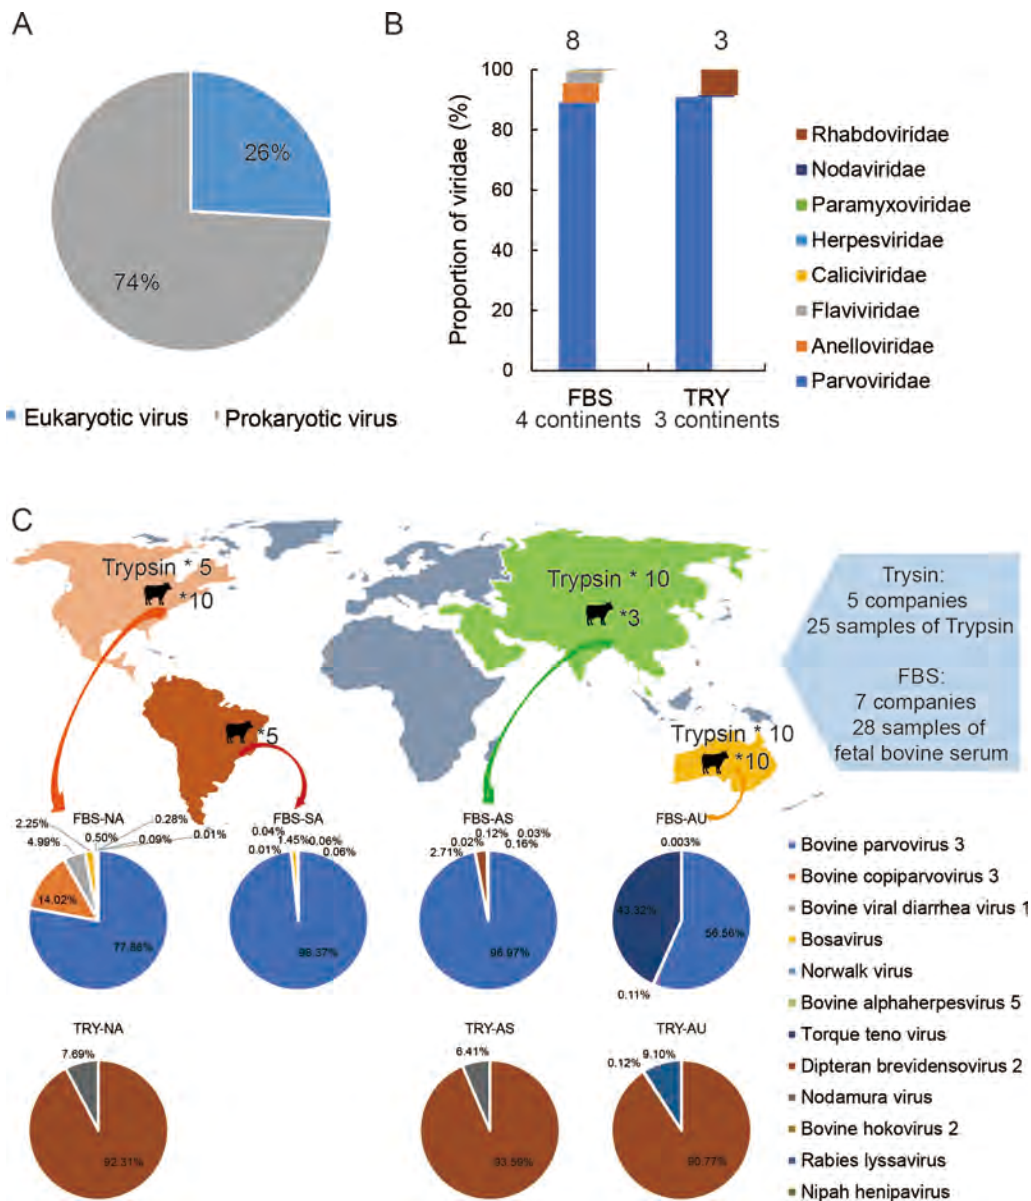 A
26%
74%
Eukaryotic virus
Prokaryotic virus
B
8
3
Proportion of viridae (%)
100
80
60
40
20
0
FBS
4 continents
TRY
3 continents
Rhabdoviridae
Nodaviridae
Paramyxoviridae
Herpesviridae
Caliciviridae
Flaviviridae
Anelloviridae
Parvoviridae
C
Trypsin * 5
*10
Trypsin * 10
*3
*5
Trypsin * 10
*10
Trysin:
5 companies
25 samples of Trypsin
FBS:
7 companies
28 samples of
fetal bovine serum
FBS-NA
2.25%
0.50%
0.28%
0.09%
0.01%
4.99%
14.02%
77.86%
FBS-SA
0.04%
1.45%
0.06%
0.01%
0.06%
98.37%
FBS-AS
0.12%
0.03%
0.02%
0.16%
2.71%
96.97%
FBS-AU
0.003%
43.32%
56.56%
0.11%
TRY-NA
7.69%
92.31%
TRY-AS
6.41%
93.59%
TRY-AU
9.10%
0.12%
90.77%
Bovine parvovirus 3
Bovine copiparvovirus 3
Bovine viral diarrhea virus 1
Bosavirus
Norwalk virus
Bovine alphaherpesvirus 5
Torque teno virus
Dipteran brevidensovirus 2
Nodamura virus
Bovine hokovirus 2
Rabies lyssavirus
Nipah henipavirus